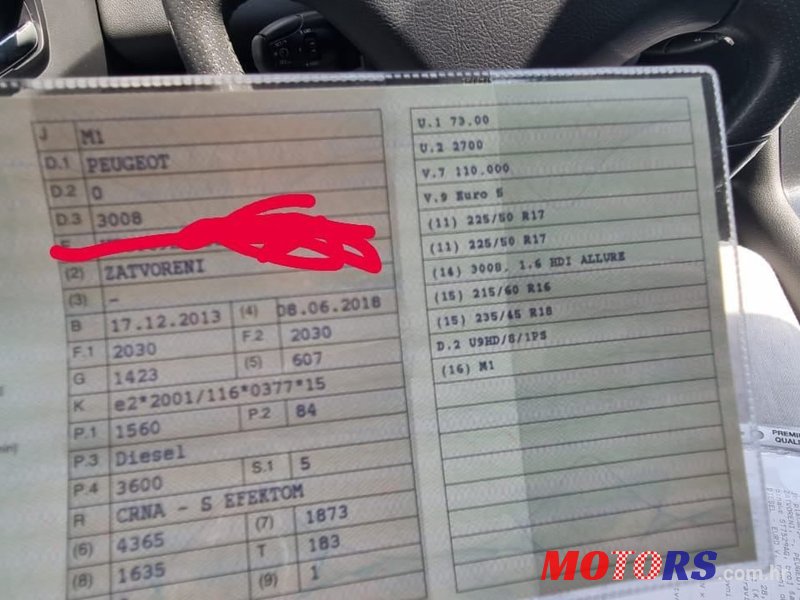 J M1
D.1 PEUGEOT
D.2 0
D.3 3008
E
(2) ZATVORENI
(3) -
B 17.12.2013 (4) 08.06.2018
F.1 2030 F.2 2030
G 1423 (5) 607
K e2*2001/116*0377*15
P.1 1560 P.2 84
P.3 Diesel
P.4 3600 S.1 5
R CRNA - S EFEKTOM
(6) 4365 (7) 1873
(8) 1635 T 183
(9) 1
U.1 73.00
U.2 2700
V.7 110.000
V.9 Euro 5
(11) 225/50 R17
(11) 225/50 R17
(14) 3008, 1.6 HDI ALLURE
(15) 215/60 R16
(15) 235/45 R18
D.2 U9HD/S/1PS
(16) M1
PREMI
QUALI
MOTORS.com.hr